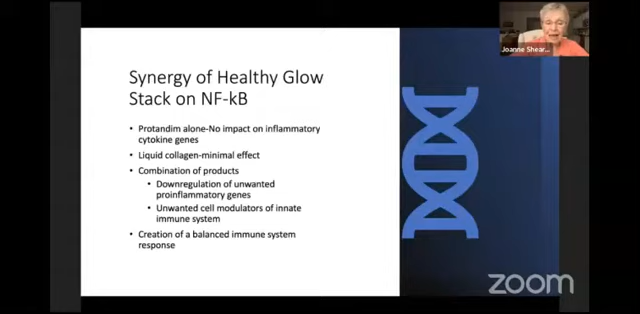 Joanne Shear...
Synergy of Healthy Glow
Stack on NF-kB
• Protandim alone-No impact on inflammatory
cytokine genes
• Liquid collagen-minimal effect
• Combination of products
• Downregulation of unwanted
proinflammatory genes
• Unwanted cell modulators of innate
immune system
• Creation of a balanced immune system
response
zoom